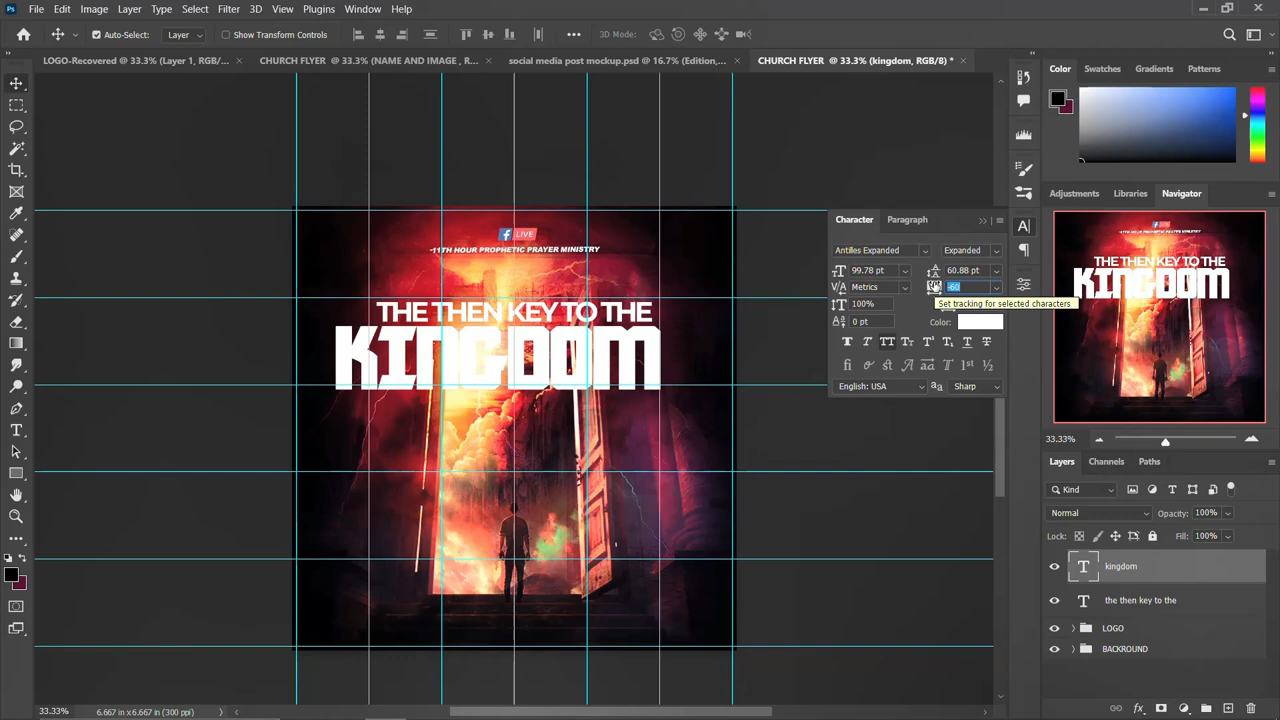 Ps File Edit Image Layer Type Select Filter 3D View Plugins Window Help
Auto-Select: Layer Show Transform Controls 3D Mode:
LOGO-Recovered @ 33.3% (Layer 1, RGB/... × CHURCH FLYER @ 33.3% (NAME AND IMAGE , R... × social media post mockup.psd @ 16.7% (Edition,... × CHURCH FLYER @ 33.3% (kingdom, RGB/8) * ×
Color Swatches Gradients Patterns
Adjustments Libraries Navigator
f LIVE
-11TH HOUR PROPHETIC PRAYER MINISTRY
THE THEN KEY TO THE
KINGDOM
Character Paragraph
Antiles Expanded Expanded
99.78 pt 60.88 pt
Metrics -60
Set tracking for selected characters
100%
0 pt Color:
English: USA Sharp
f LIVE
-11TH HOUR PROPHETIC PRAYER MINISTRY
THE THEN KEY TO THE
KINGDOM
33.33%
Layers Channels Paths
Kind
Normal Opacity: 100%
Lock: Fill: 100%
kingdom
the then key to the
LOGO
BACKROUND
33.33% 6.667 in x 6.667 in (300 ppi)